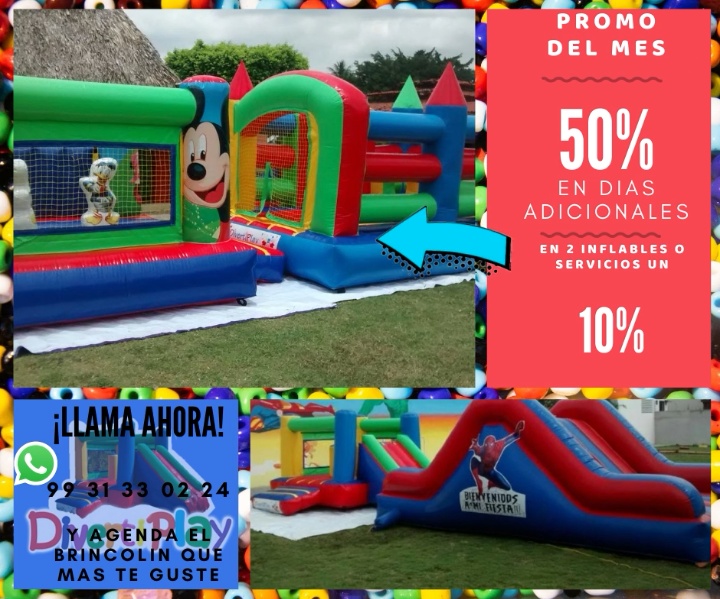 PROMO
DEL MES
50%
EN DIAS
ADICIONALES
EN 2 INFLABLES O
SERVICIOS UN
10%
DivertiPlay
¡LLAMA AHORA!
99 31 33 02 24
DivertiPlay
Y AGENDA EL
BRINCOLIN QUE
MAS TE GUSTE
BIENVENIDOS
A MI FIESTA!!!